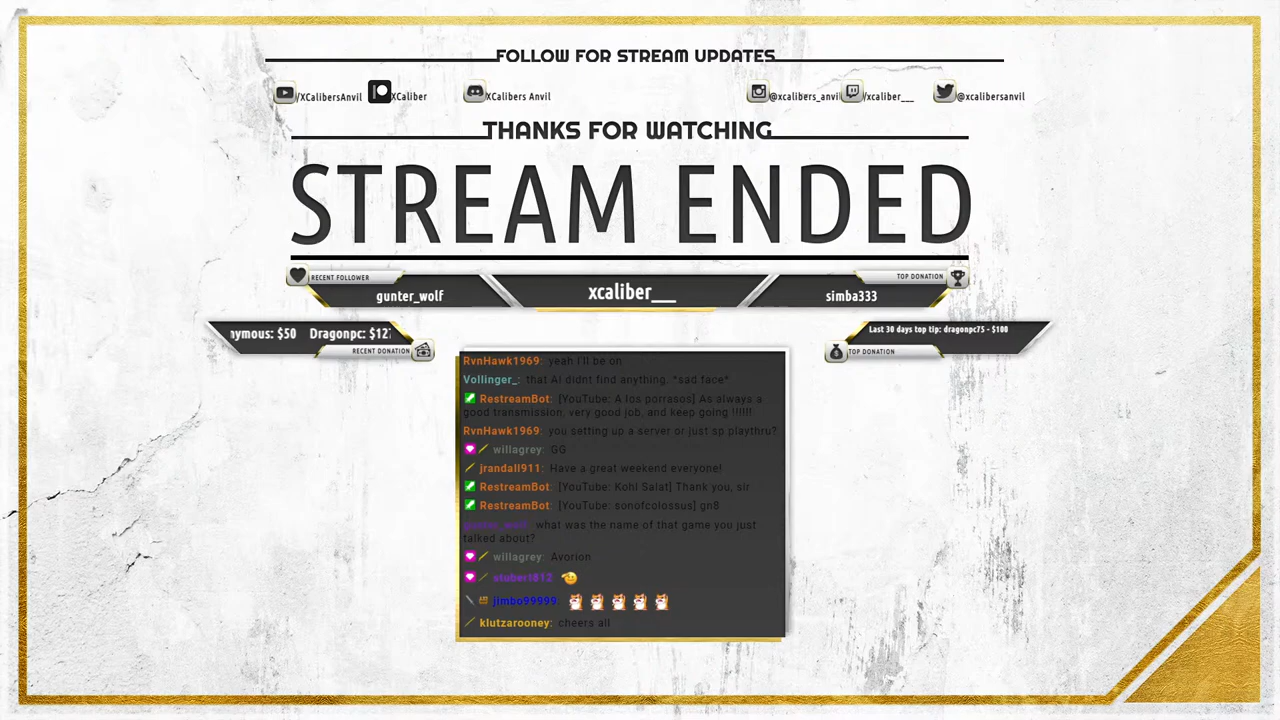 FOLLOW FOR STREAM UPDATES
/XCalibersAnvil XCaliber XCalibers Anvil @xcalibers_anvil /xcaliber___ @xcalibersanvil
THANKS FOR WATCHING
STREAM ENDED
RECENT FOLLOWER TOP DONATION
gunter_wolf xcaliber___ simba333
nymous: $50 Dragonpc: $12 Last 30 days top tip: dragonpc75 - $100
RECENT DONATION TOP DONATION
RvnHawk1969: yeah I'll be on
Vollinger_: that AI didnt find anything. *sad face*
RestreamBot: [YouTube: A los porrasos] As always a
good transmission, very good job, and keep going !!!!!!
RvnHawk1969: you setting up a server or just sp playthru?
willagrey: GG
jrandall911: Have a great weekend everyone!
RestreamBot: [YouTube: Kohl Salat] Thank you, sir
RestreamBot: [YouTube: sonofcolossus] gn8
gunter_wolf: what was the name of that game you just
talked about?
willagrey: Avorion
stubert812:
jimbo99999:
klutzarooney: cheers all